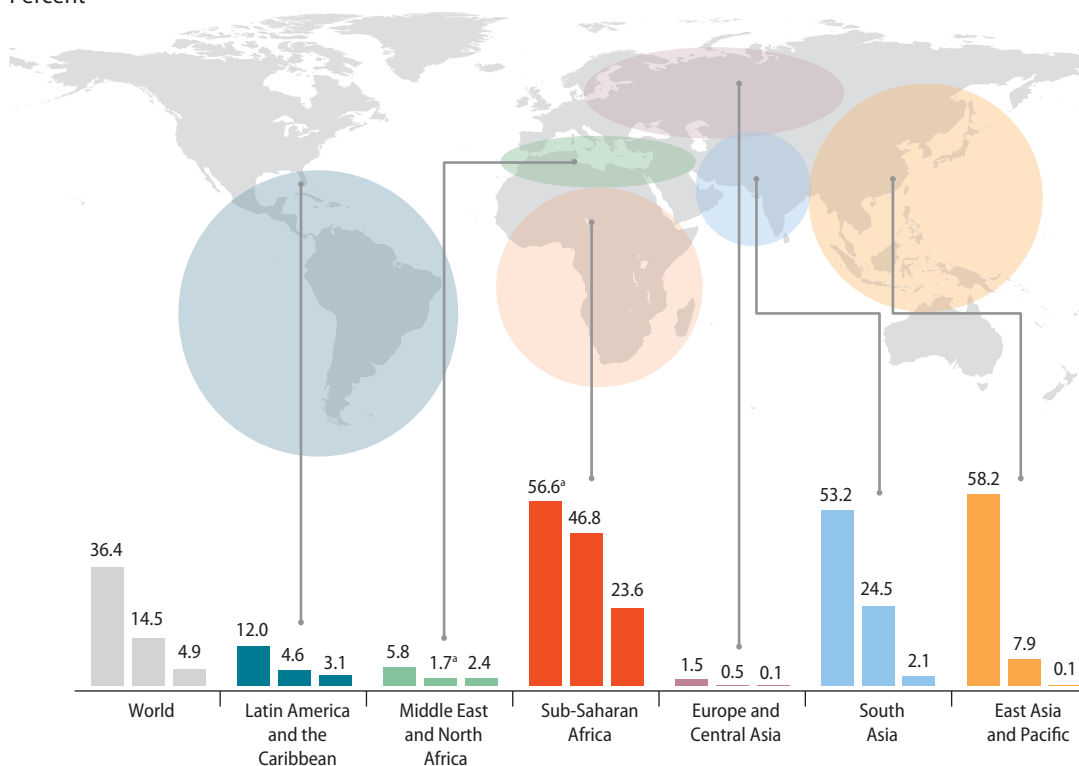 Percent
56.6ª
46.8
23.6
58.2
7.9
0.1
53.2
24.5
2.1
36.4
14.5
4.9
12.0
4.6
3.1
5.8
1.7ª
2.4
1.5
0.5
0.1
World
Latin America
and the
Caribbean
Middle East
and North
Africa
Sub-Saharan
Africa
Europe and
Central Asia
South
Asia
East Asia
and Pacific